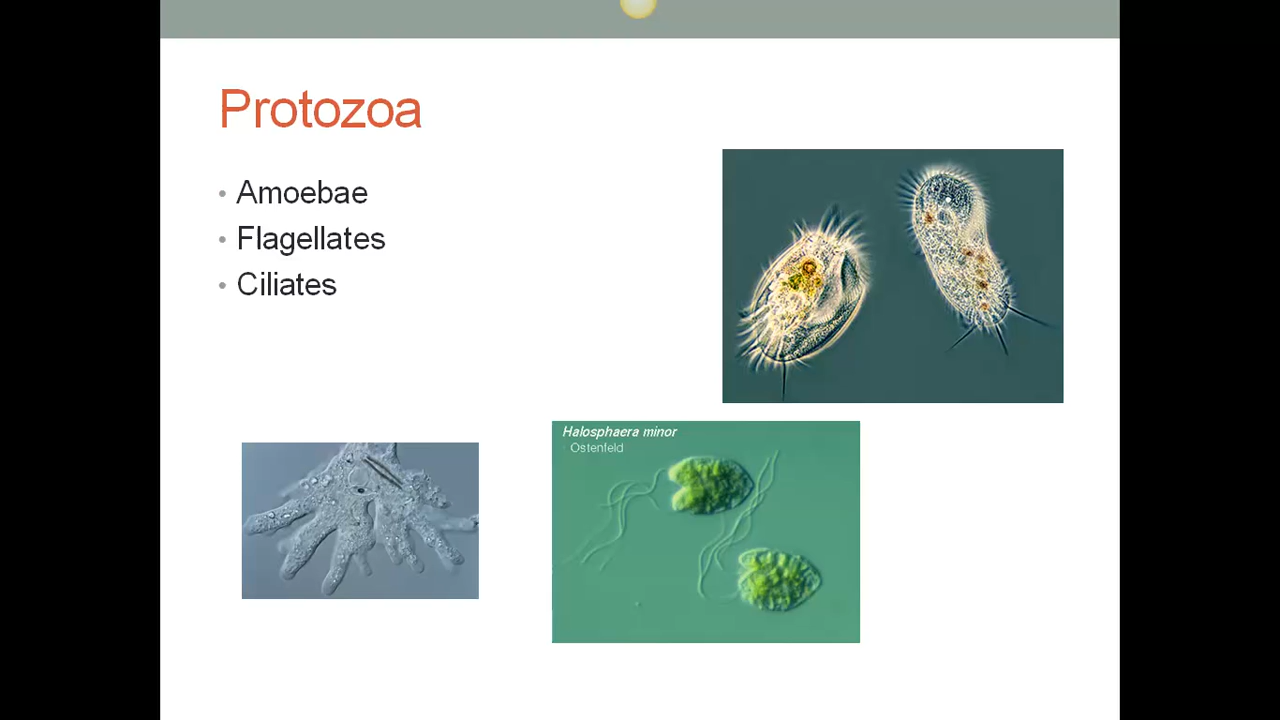 Protozoa
• Amoebae
• Flagellates
• Ciliates
Halosphaera minor
Ostenfeld